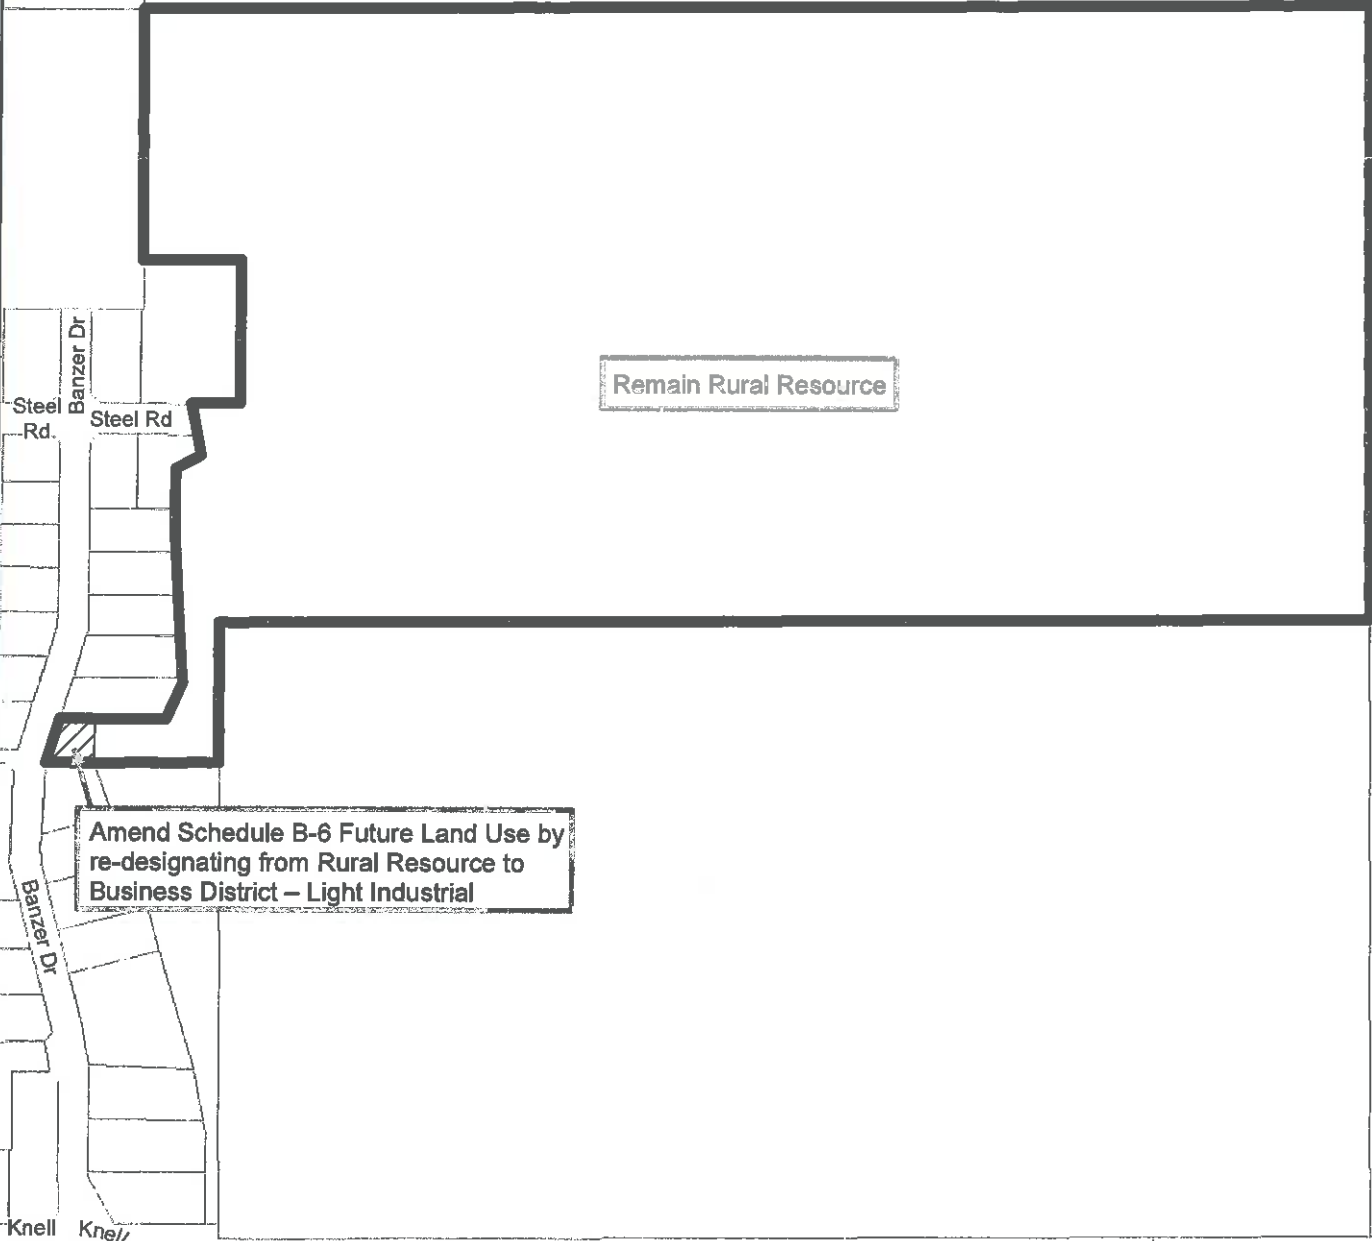 Banzer Dr
Remain Rural Resource
Steel
Rd
Steel Rd
Amend Schedule B-6 Future Land Use by
re-designating from Rural Resource to
Business District – Light Industrial
Banzer Dr
Knell
Knell